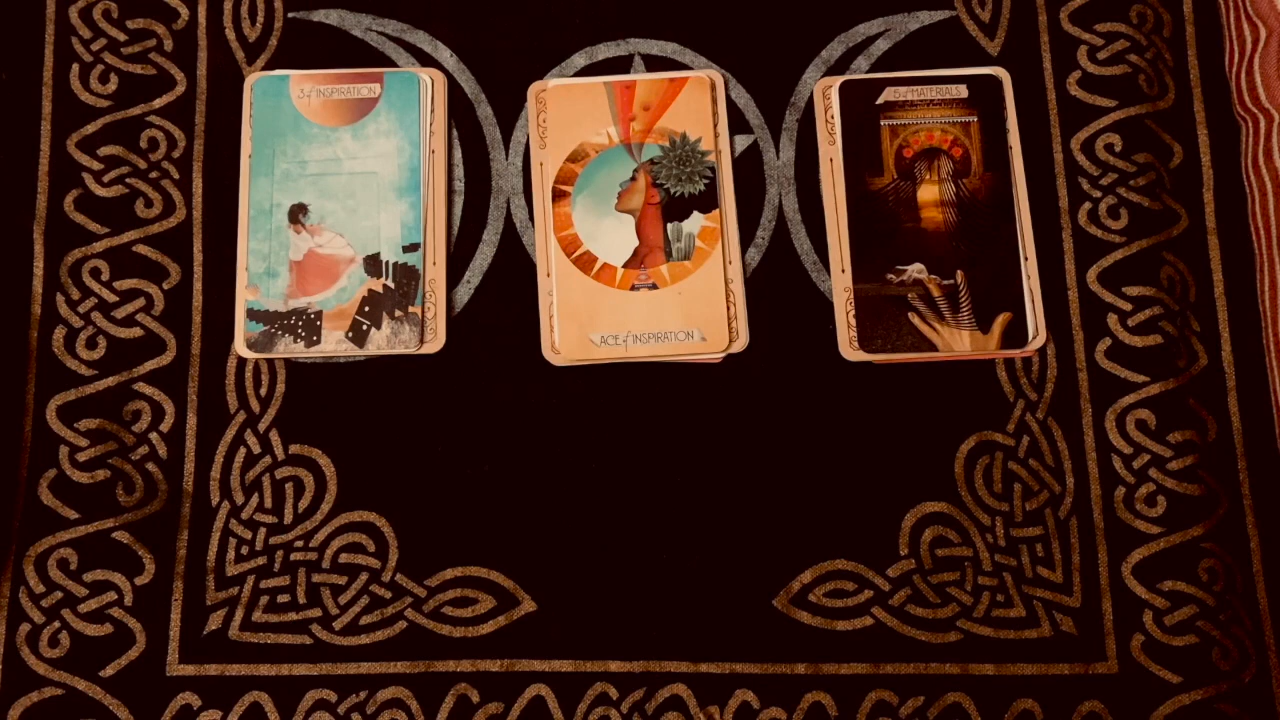 3 of INSPIRATION
ACE of INSPIRATION
5 of MATERIALS